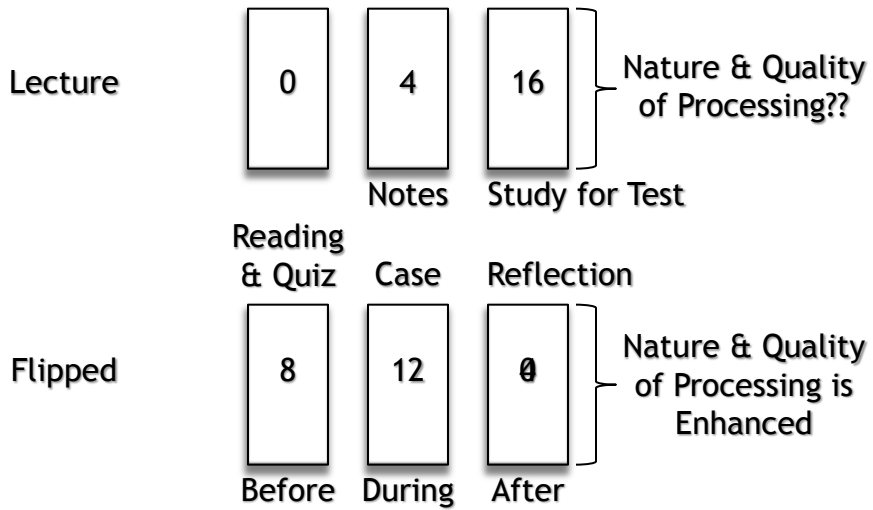 Lecture
0 4 16
Nature & Quality
of Processing??
Notes Study for Test
Reading
& Quiz Case Reflection
Flipped
8 12
Nature & Quality
of Processing is
Enhanced
Before During After